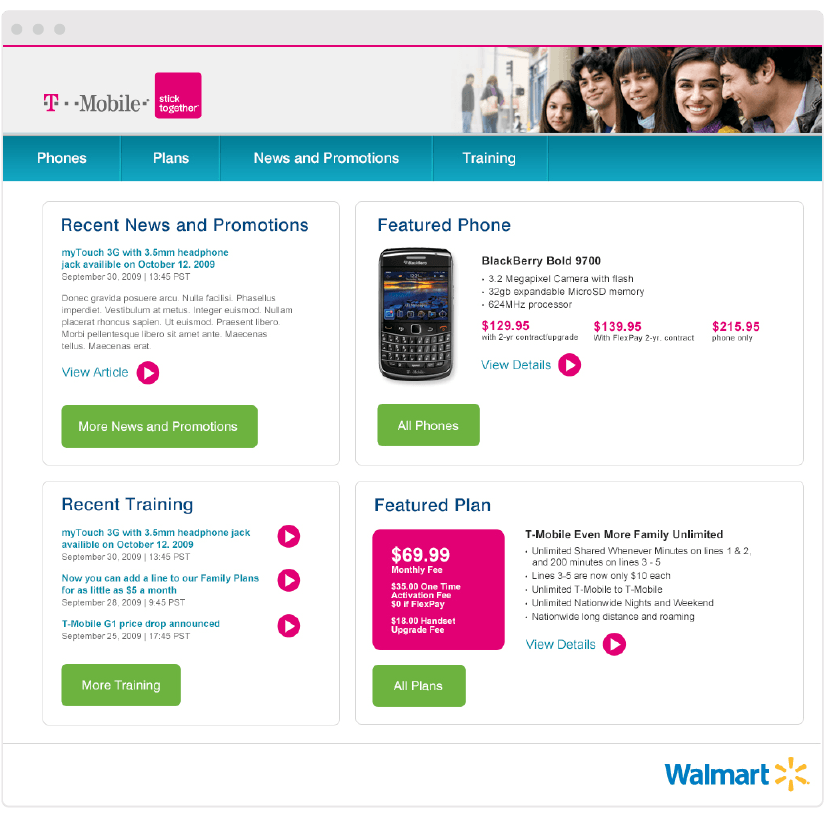 T··Mobile·
stick
together
Phones
Plans
News and Promotions
Training
Recent News and Promotions
myTouch 3G with 3.5mm headphone
jack availible on October 12, 2009
September 30, 2009 | 13:45 PST
Donec gravida posuere arcu. Nulla facilisi. Phasellus
imperdiet. Vestibulum at metus. Integer euismod. Nullam
placerat rhoncus sapien. Ut euismod. Praesent libero.
Morbi pellentesque libero sit amet ante. Maecenas
tellus. Maecenas erat.
View Article
More News and Promotions
Featured Phone
BlackBerry Bold 9700
· 3.2 Megapixel Camera with flash
· 32gb expandable MicroSD memory
· 624MHz processor
$129.95
with 2-yr contract/upgrade
$139.95
With FlexPay 2-yr. contract
$215.95
phone only
View Details
All Phones
Recent Training
myTouch 3G with 3.5mm headphone jack
availible on October 12, 2009
September 30, 2009 | 13:45 PST
Now you can add a line to our Family Plans
for as little as $5 a month
September 28, 2009 | 9:45 PST
T-Mobile G1 price drop announced
September 25, 2009 | 17:45 PST
More Training
Featured Plan
$69.99
Monthly Fee
$35.00 One Time
Activation Fee
$0 if FlexPay
$18.00 Handset
Upgrade Fee
T-Mobile Even More Family Unlimited
· Unlimited Shared Whenever Minutes on lines 1 & 2,
and 200 minutes on lines 3 - 5
· Lines 3-5 are now only $10 each
· Unlimited T-Mobile to T-Mobile
· Unlimited Nationwide Nights and Weekend
· Nationwide long distance and roaming
View Details
All Plans
Walmart